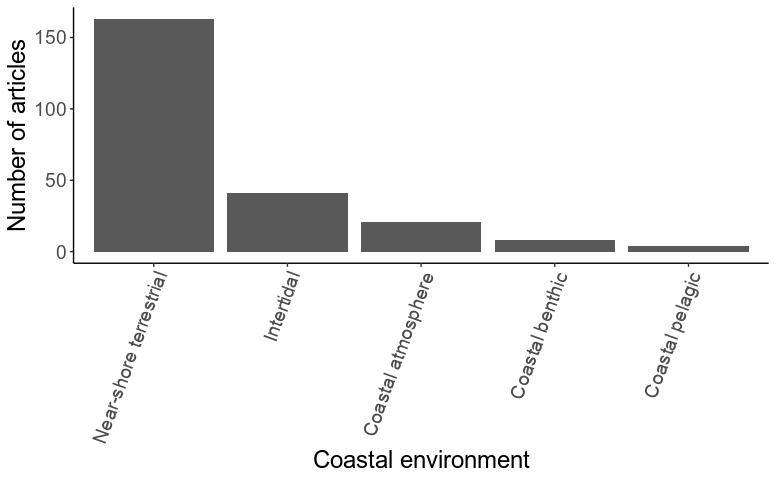 Number of articles
150
100
50
0
Near-shore terrestrial
Intertidal
Coastal atmosphere
Coastal benthic
Coastal pelagic
Coastal environment